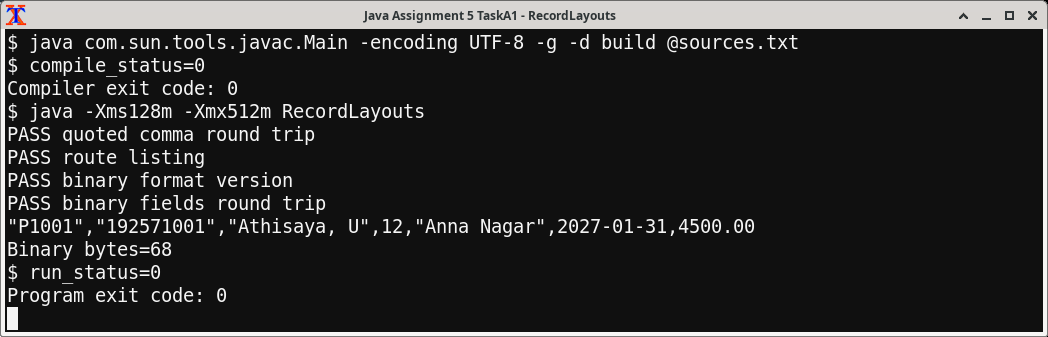 Java Assignment 5 TaskA1 - RecordLayouts
$ java com.sun.tools.javac.Main -encoding UTF-8 -g -d build @sources.txt
$ compile_status=0
Compiler exit code: 0
$ java -Xms128m -Xmx512m RecordLayouts
PASS quoted comma round trip
PASS route listing
PASS binary format version
PASS binary fields round trip
"P1001","192571001","Athisaya, U",12,"Anna Nagar",2027-01-31,4500.00
Binary bytes=68
$ run_status=0
Program exit code: 0